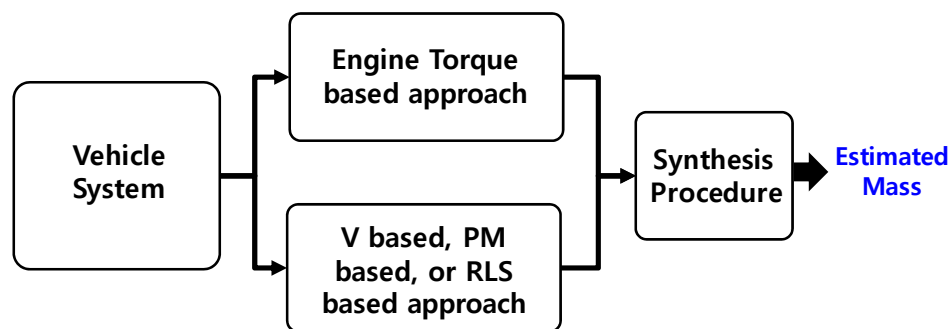 Engine Torque
based approach
Vehicle
System
Synthesis
Procedure
Estimated
Mass
V based, PM
based, or RLS
based approach